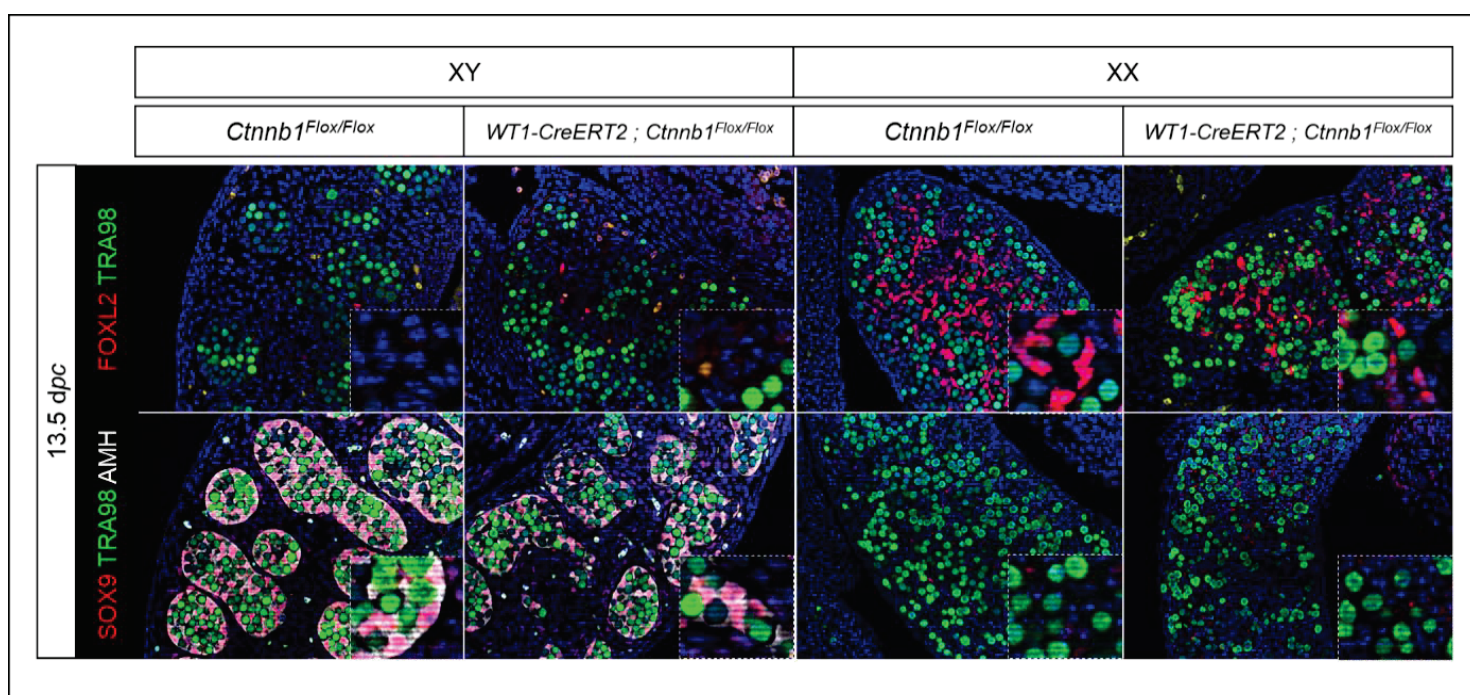 XY
XX
Ctnnb1Flox/Flox
WT1-CreERT2 ; Ctnnb1Flox/Flox
Ctnnb1Flox/Flox
WT1-CreERT2 ; Ctnnb1Flox/Flox
13.5 dpc
FOXL2 TRA98
SOX9 TRA98 AMH